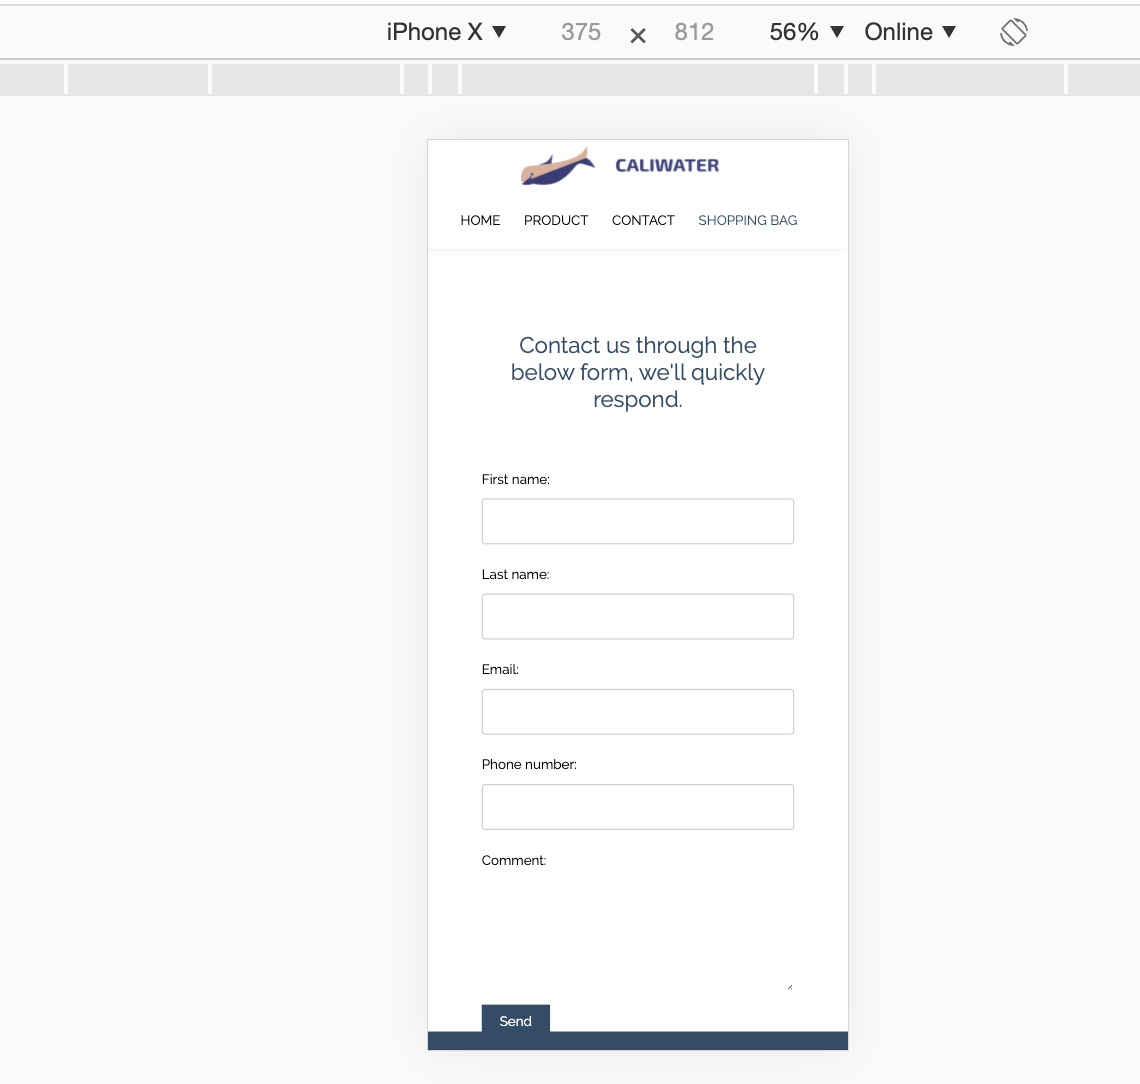 iPhone X ▼ 375 × 812 56% ▼ Online ▼
CALIWATER
HOME PRODUCT CONTACT SHOPPING BAG
Contact us through the
below form, we'll quickly
respond.
First name:
Last name:
Email:
Phone number:
Comment:
Send